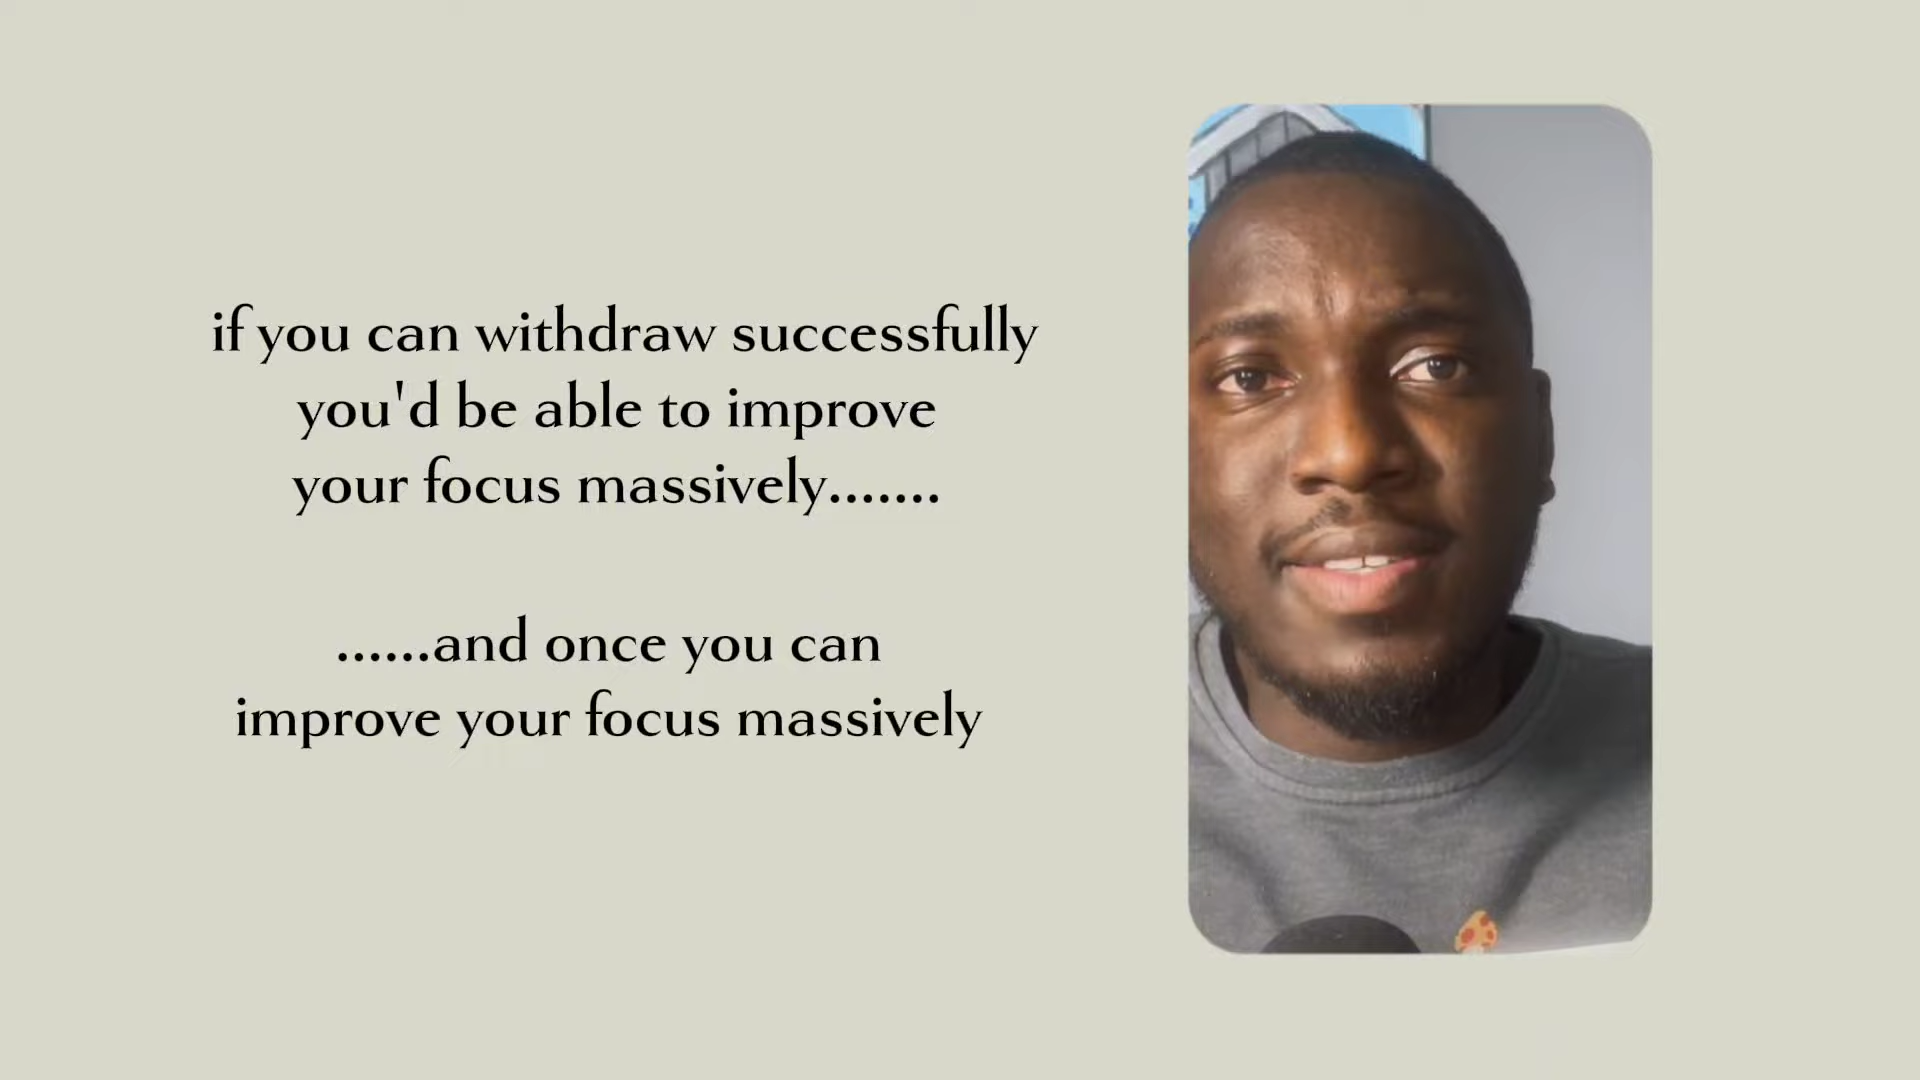 if you can withdraw successfully
you'd be able to improve
your focus massively.......
......and once you can
improve your focus massively